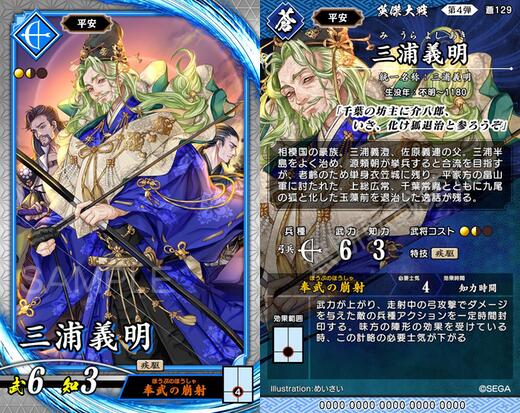 平安
SAMPLE
三浦義明
疾駆
武6 知3
ほうぶのほうしゃ
奉武の崩射
4
蒼
平安
英傑大戦
第4弾
蒼129
みうらよしあき
三浦義明
統一名称:三浦義明
生没年:不明~1180
「千葉の坊主に介八郎、
いざ、化け狐退治と参ろうぞ」
相模国の豪族。三浦義澄、佐原義連の父。三浦半
島をよく治め、源頼朝が挙兵すると合流を目指す
が、老齢のため単身衣笠城に残り、平家方の畠山
軍に討たれた。上総広常、千葉常胤とともに九尾
の狐と化した玉藻前を退治した逸話が残る。
兵種 武力 知力 武将コスト
弓兵 6 3 特技 疾駆
ほうぶのほうしゃ 必要士気 効果時間
奉武の崩射 4 知力時間
効果範囲
武力が上がり、走射中の弓攻撃でダメージ
を与えた敵の兵種アクションを一定時間封
印する。味方の陣形の効果を受けている時、
この計略の必要士気が下がる
Illustration:めいさい
©SEGA
0000 0000 0000 0000 0000